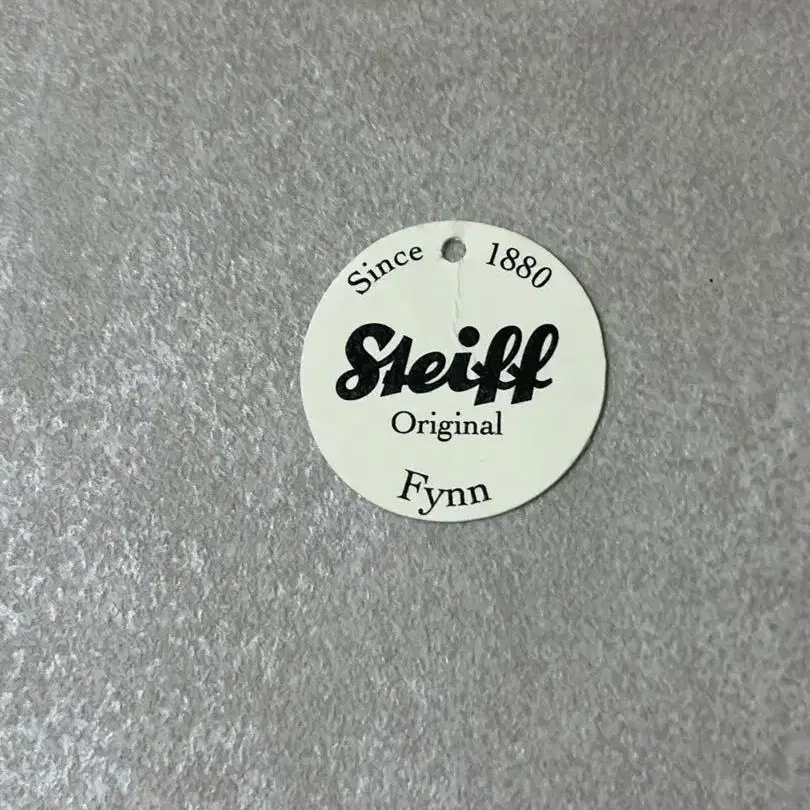 Since 1880
Steiff
Original
Fynn